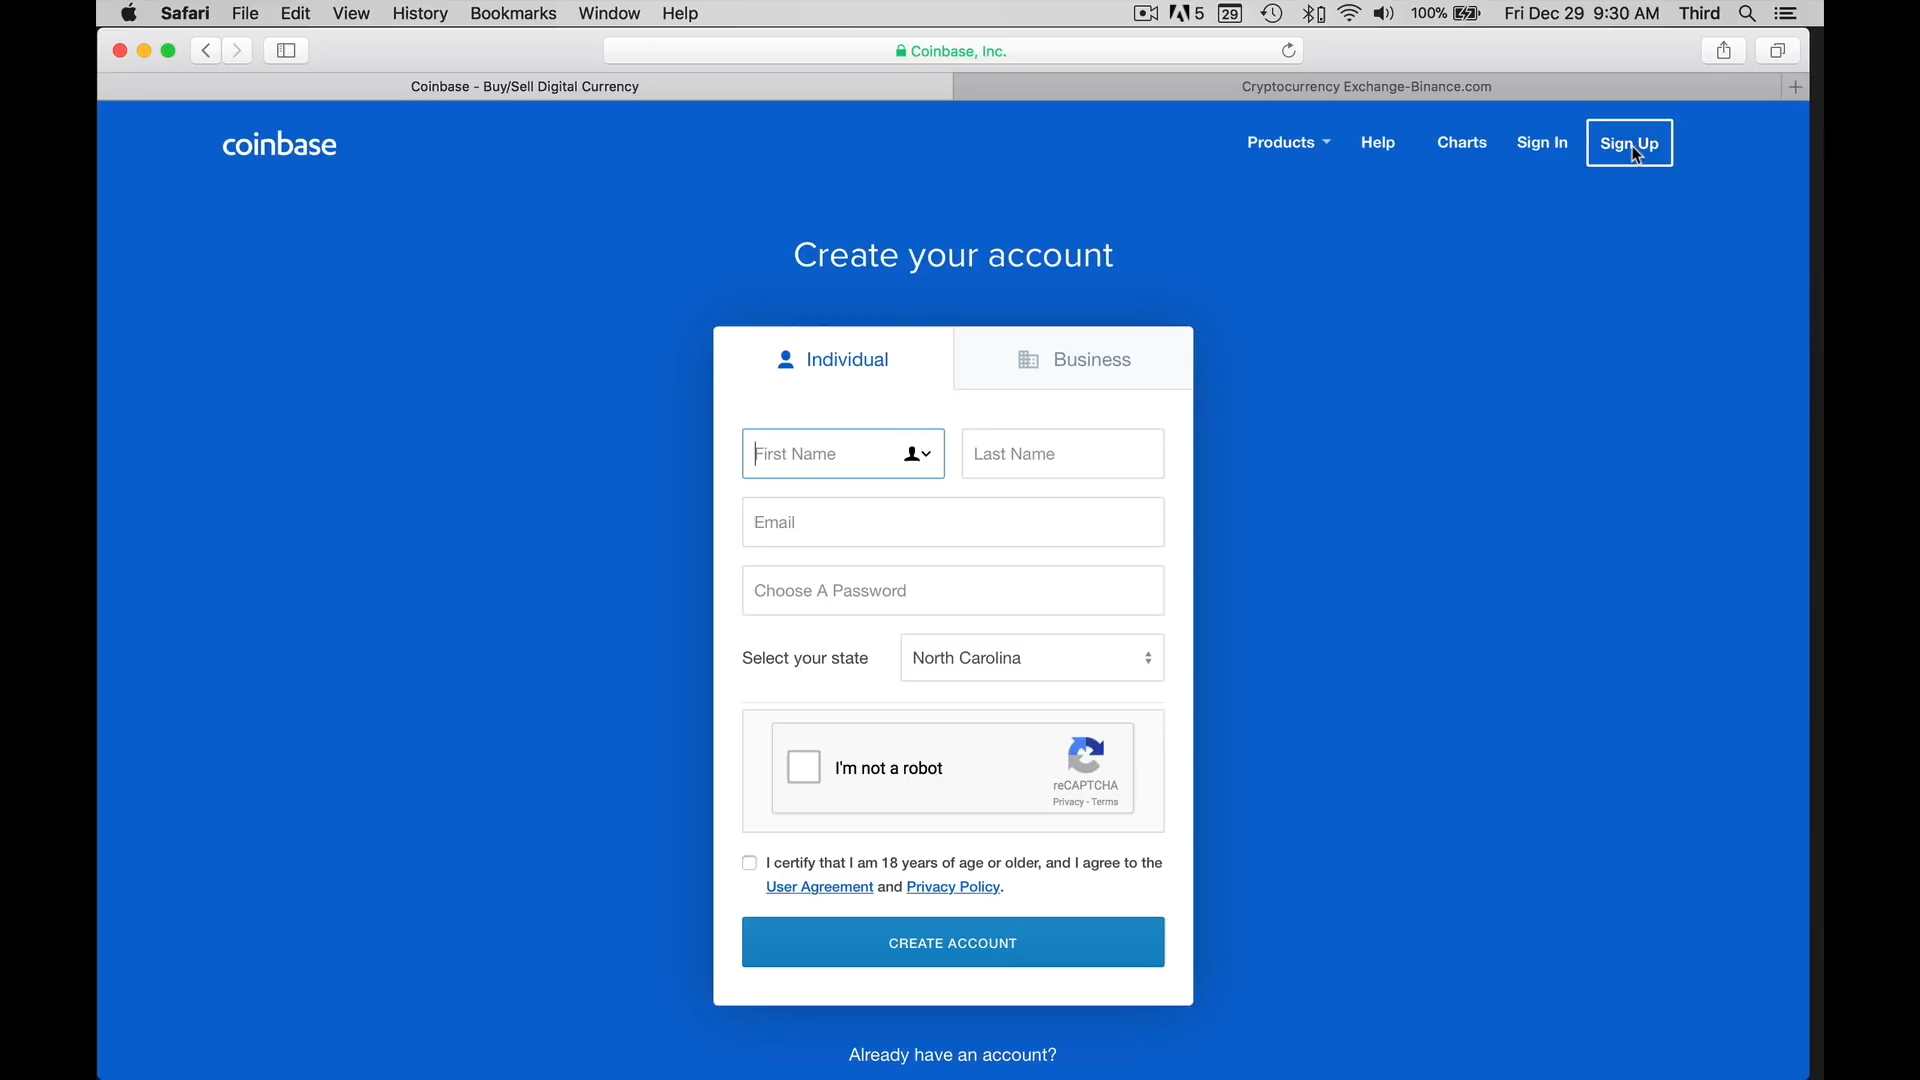 Safari File Edit View History Bookmarks Window Help 5 29 100% Fri Dec 29 9:30 AM Third
Coinbase, Inc.
Coinbase - Buy/Sell Digital Currency Cryptocurrency Exchange-Binance.com
coinbase Products Help Charts Sign In Sign Up
Create your account
Individual Business
First Name Last Name
Email
Choose A Password
Select your state North Carolina
I'm not a robot
reCAPTCHA
Privacy - Terms
I certify that I am 18 years of age or older, and I agree to the
User Agreement and Privacy Policy.
CREATE ACCOUNT
Already have an account?